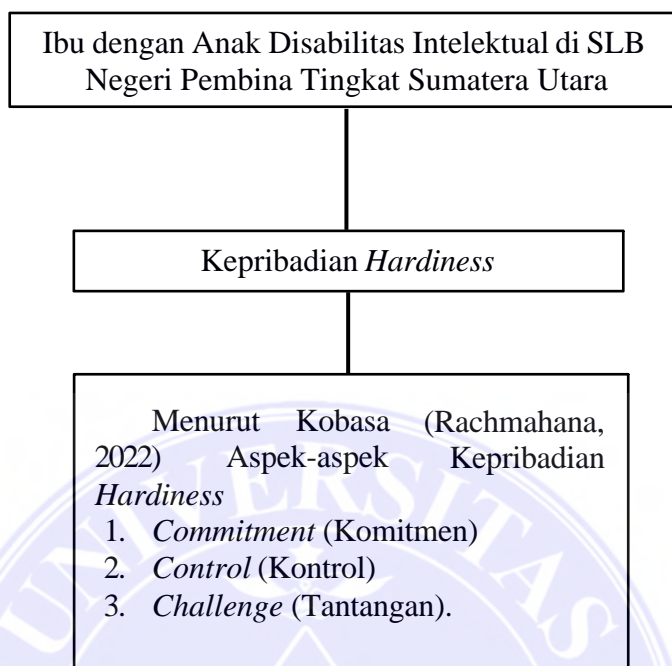 Ibu dengan Anak Disabilitas Intelektual di SLB
Negeri Pembina Tingkat Sumatera Utara
Kepribadian Hardiness
Menurut Kobasa (Rachmahana,
2022) Aspek-aspek Kepribadian
Hardiness
1. Commitment (Komitmen)
2. Control (Kontrol)
3. Challenge (Tantangan).
UNIVERSITAS